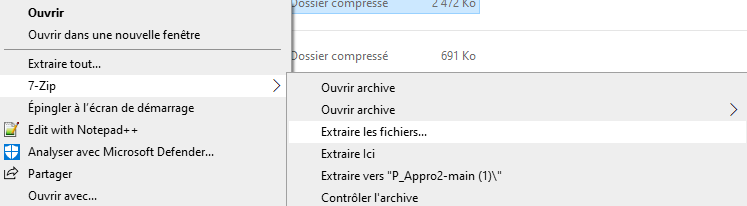 Ouvrir
Dossier compressé 2 472 Ko
Ouvrir dans une nouvelle fenêtre
Dossier compressé 691 Ko
Extraire tout...
7-Zip
Ouvrir archive
Épingler à l'écran de démarrage
Ouvrir archive
Edit with Notepad++
Extraire les fichiers...
Analyser avec Microsoft Defender...
Extraire Ici
Partager
Extraire vers "P_Appro2-main (1)\"
Ouvrir avec...
Contrôler l'archive